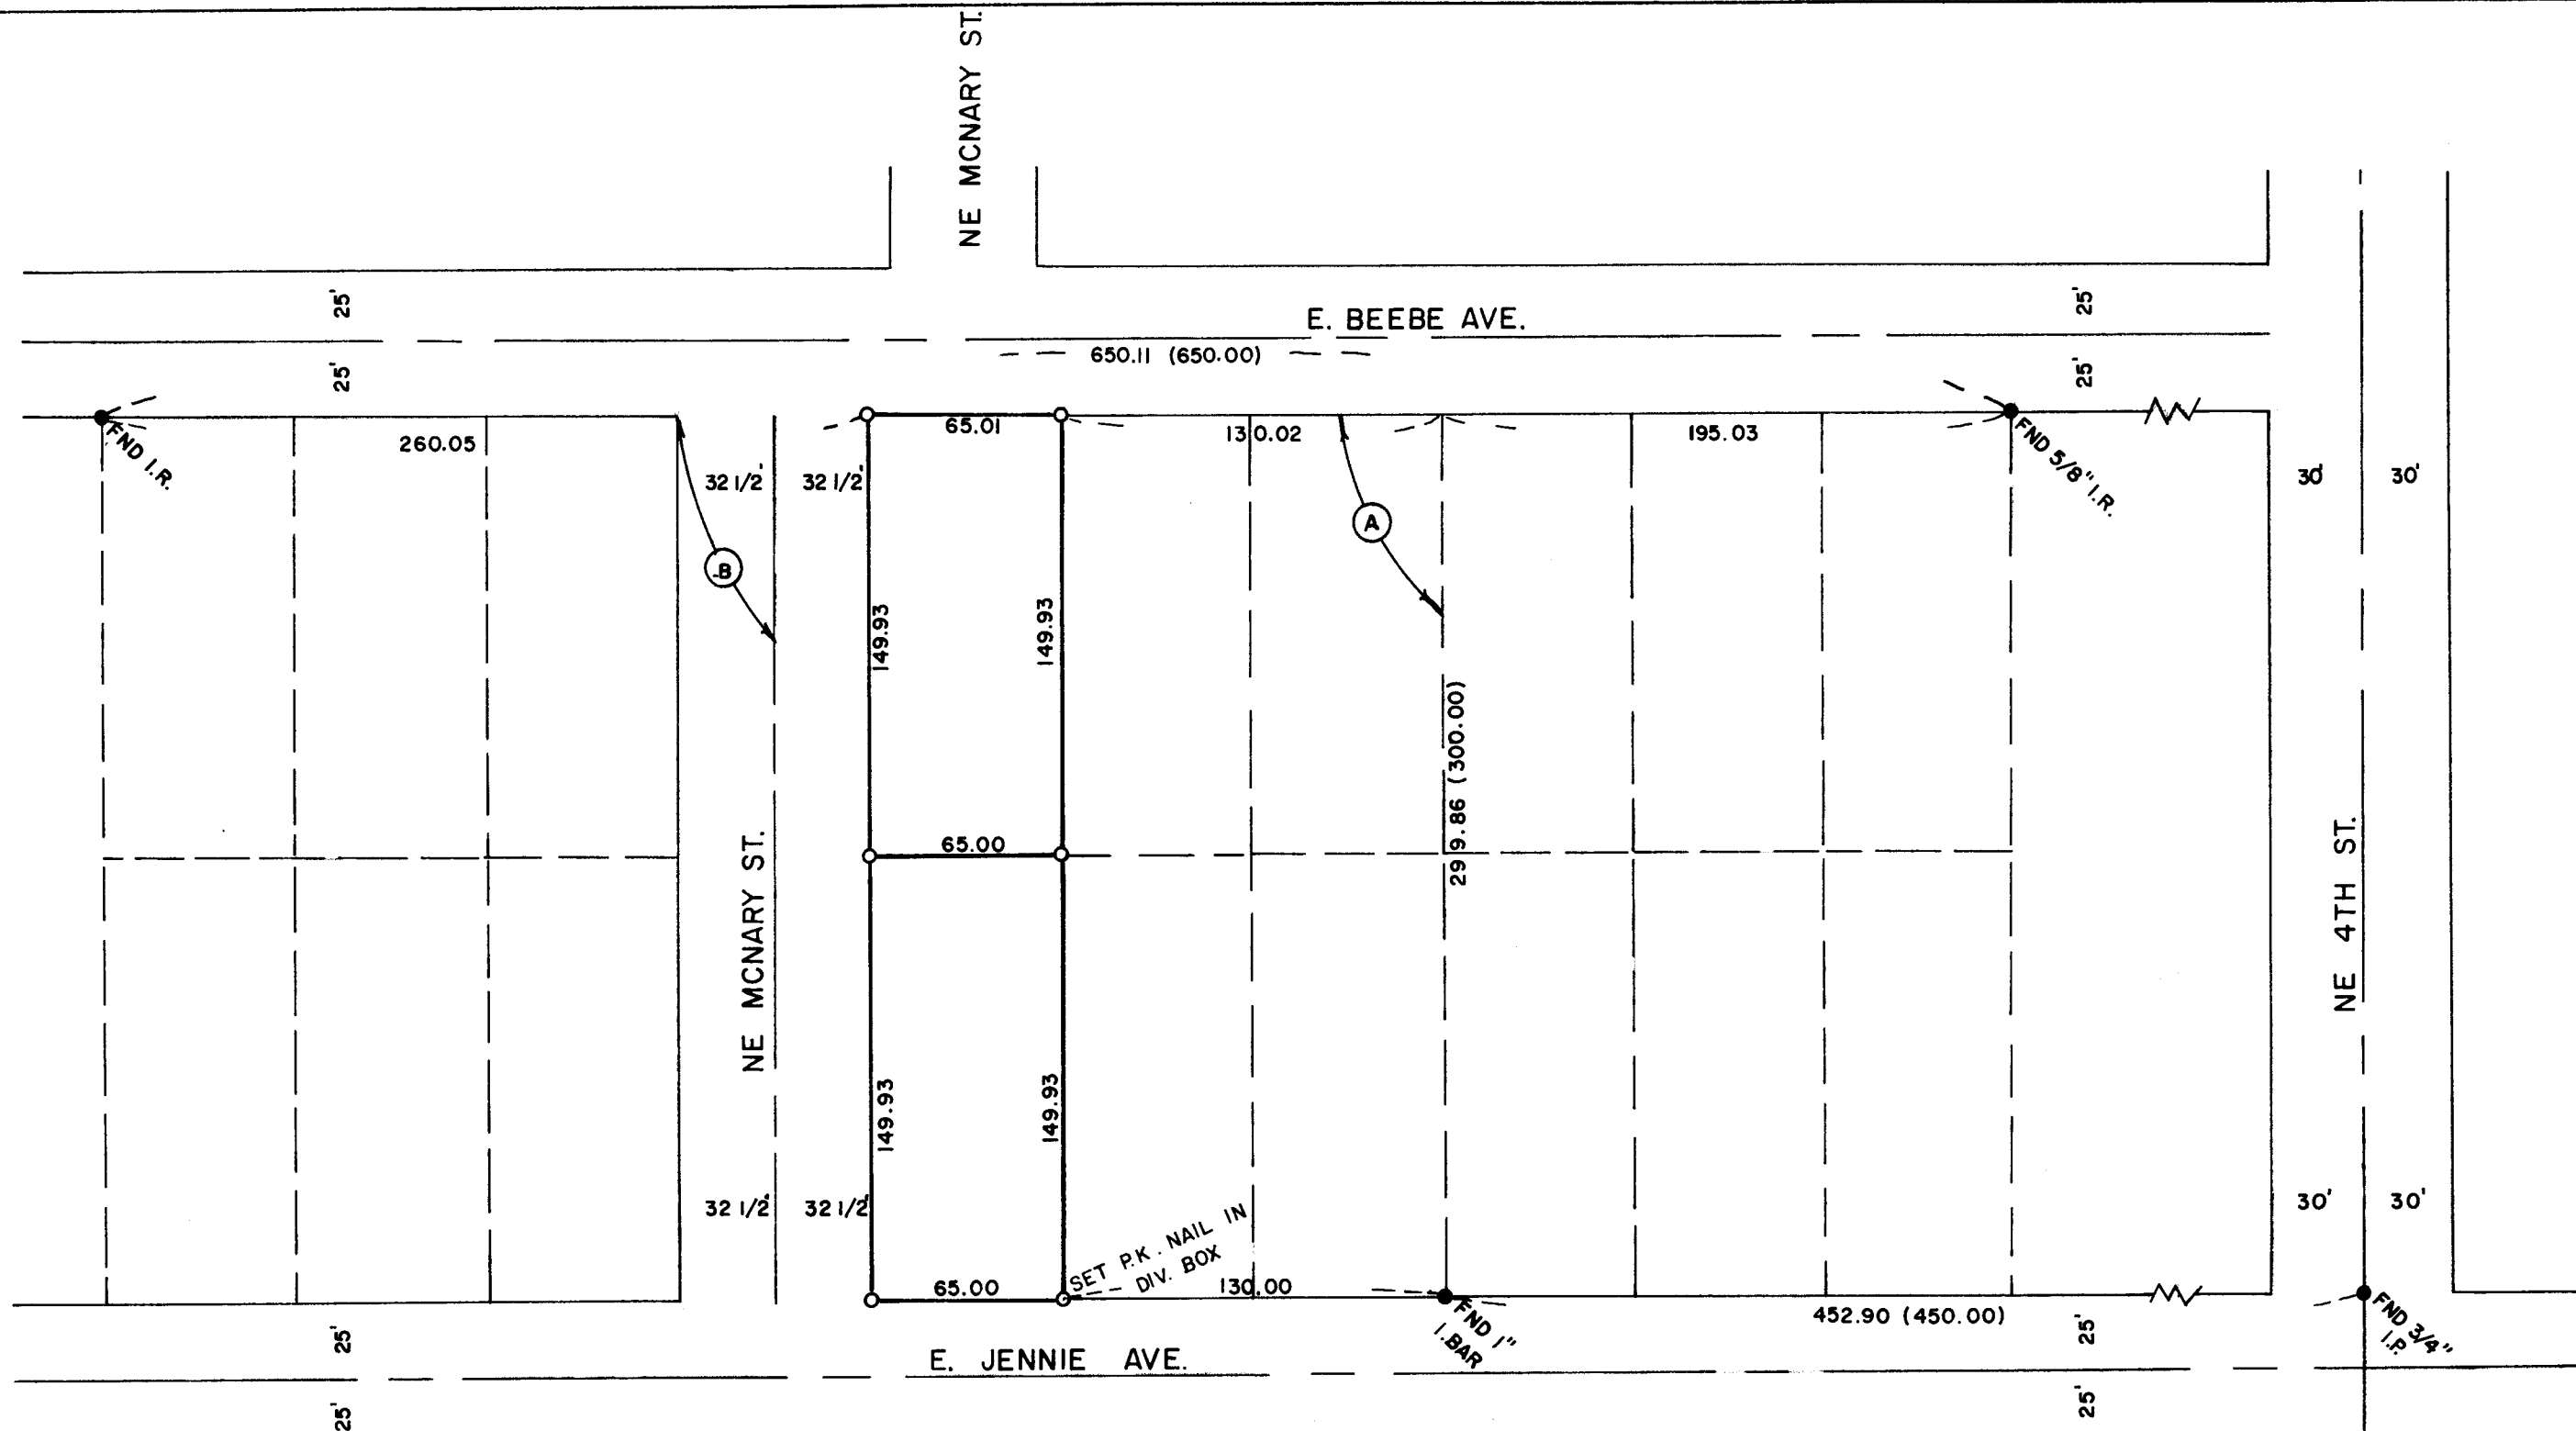 NE MCNARY ST.
25'
E. BEEBE AVE.
25'
650.11 (650.00)
25'
25'
FND I.R.
260.05
65.01
130.02
195.03
FND 5/8" I.R.
32 1/2'
32 1/2'
30'
30'
A
B
149.93
149.93
299.86 (300.00)
65.00
NE MCNARY ST.
NE 4TH ST.
149.93
149.93
32 1/2'
32 1/2'
30'
30'
SET P.K. NAIL IN
DIV. BOX
65.00
130.00
FND 1"
I.BAR
452.90 (450.00)
FND 3/4"
I.P.
25'
25'
E. JENNIE AVE.
25'
25'